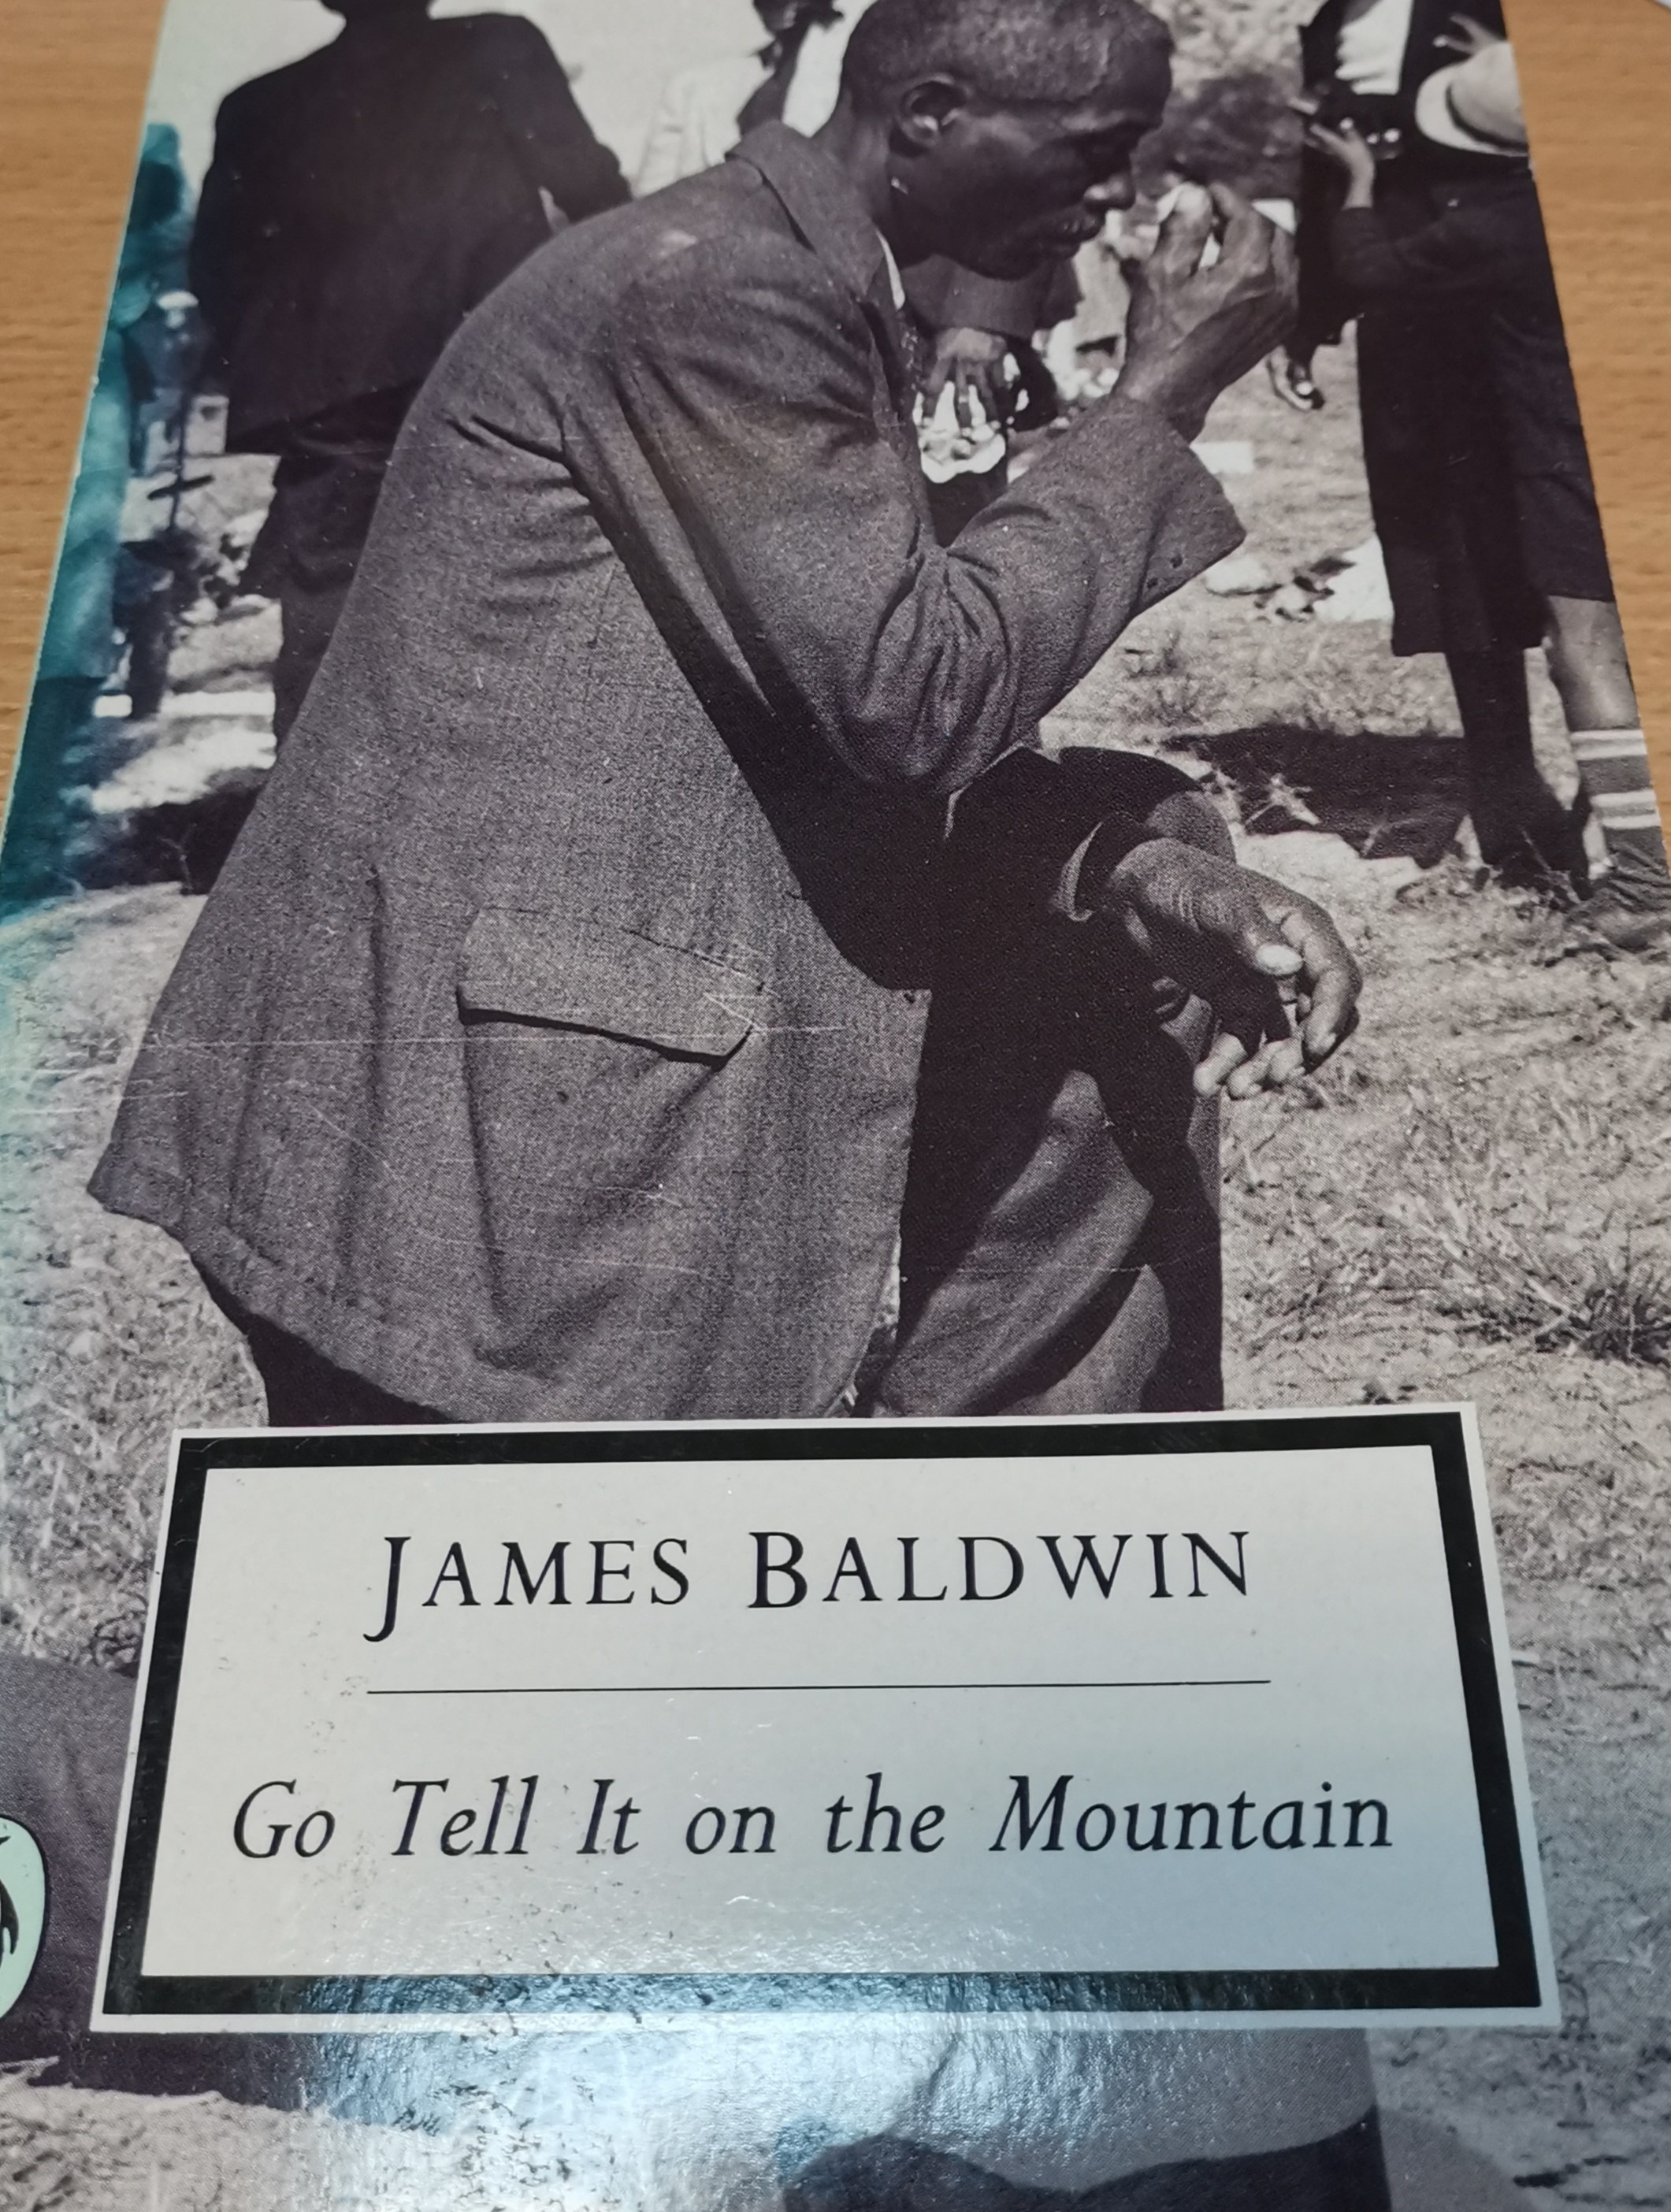 JAMES BALDWIN
Go Tell It on the Mountain